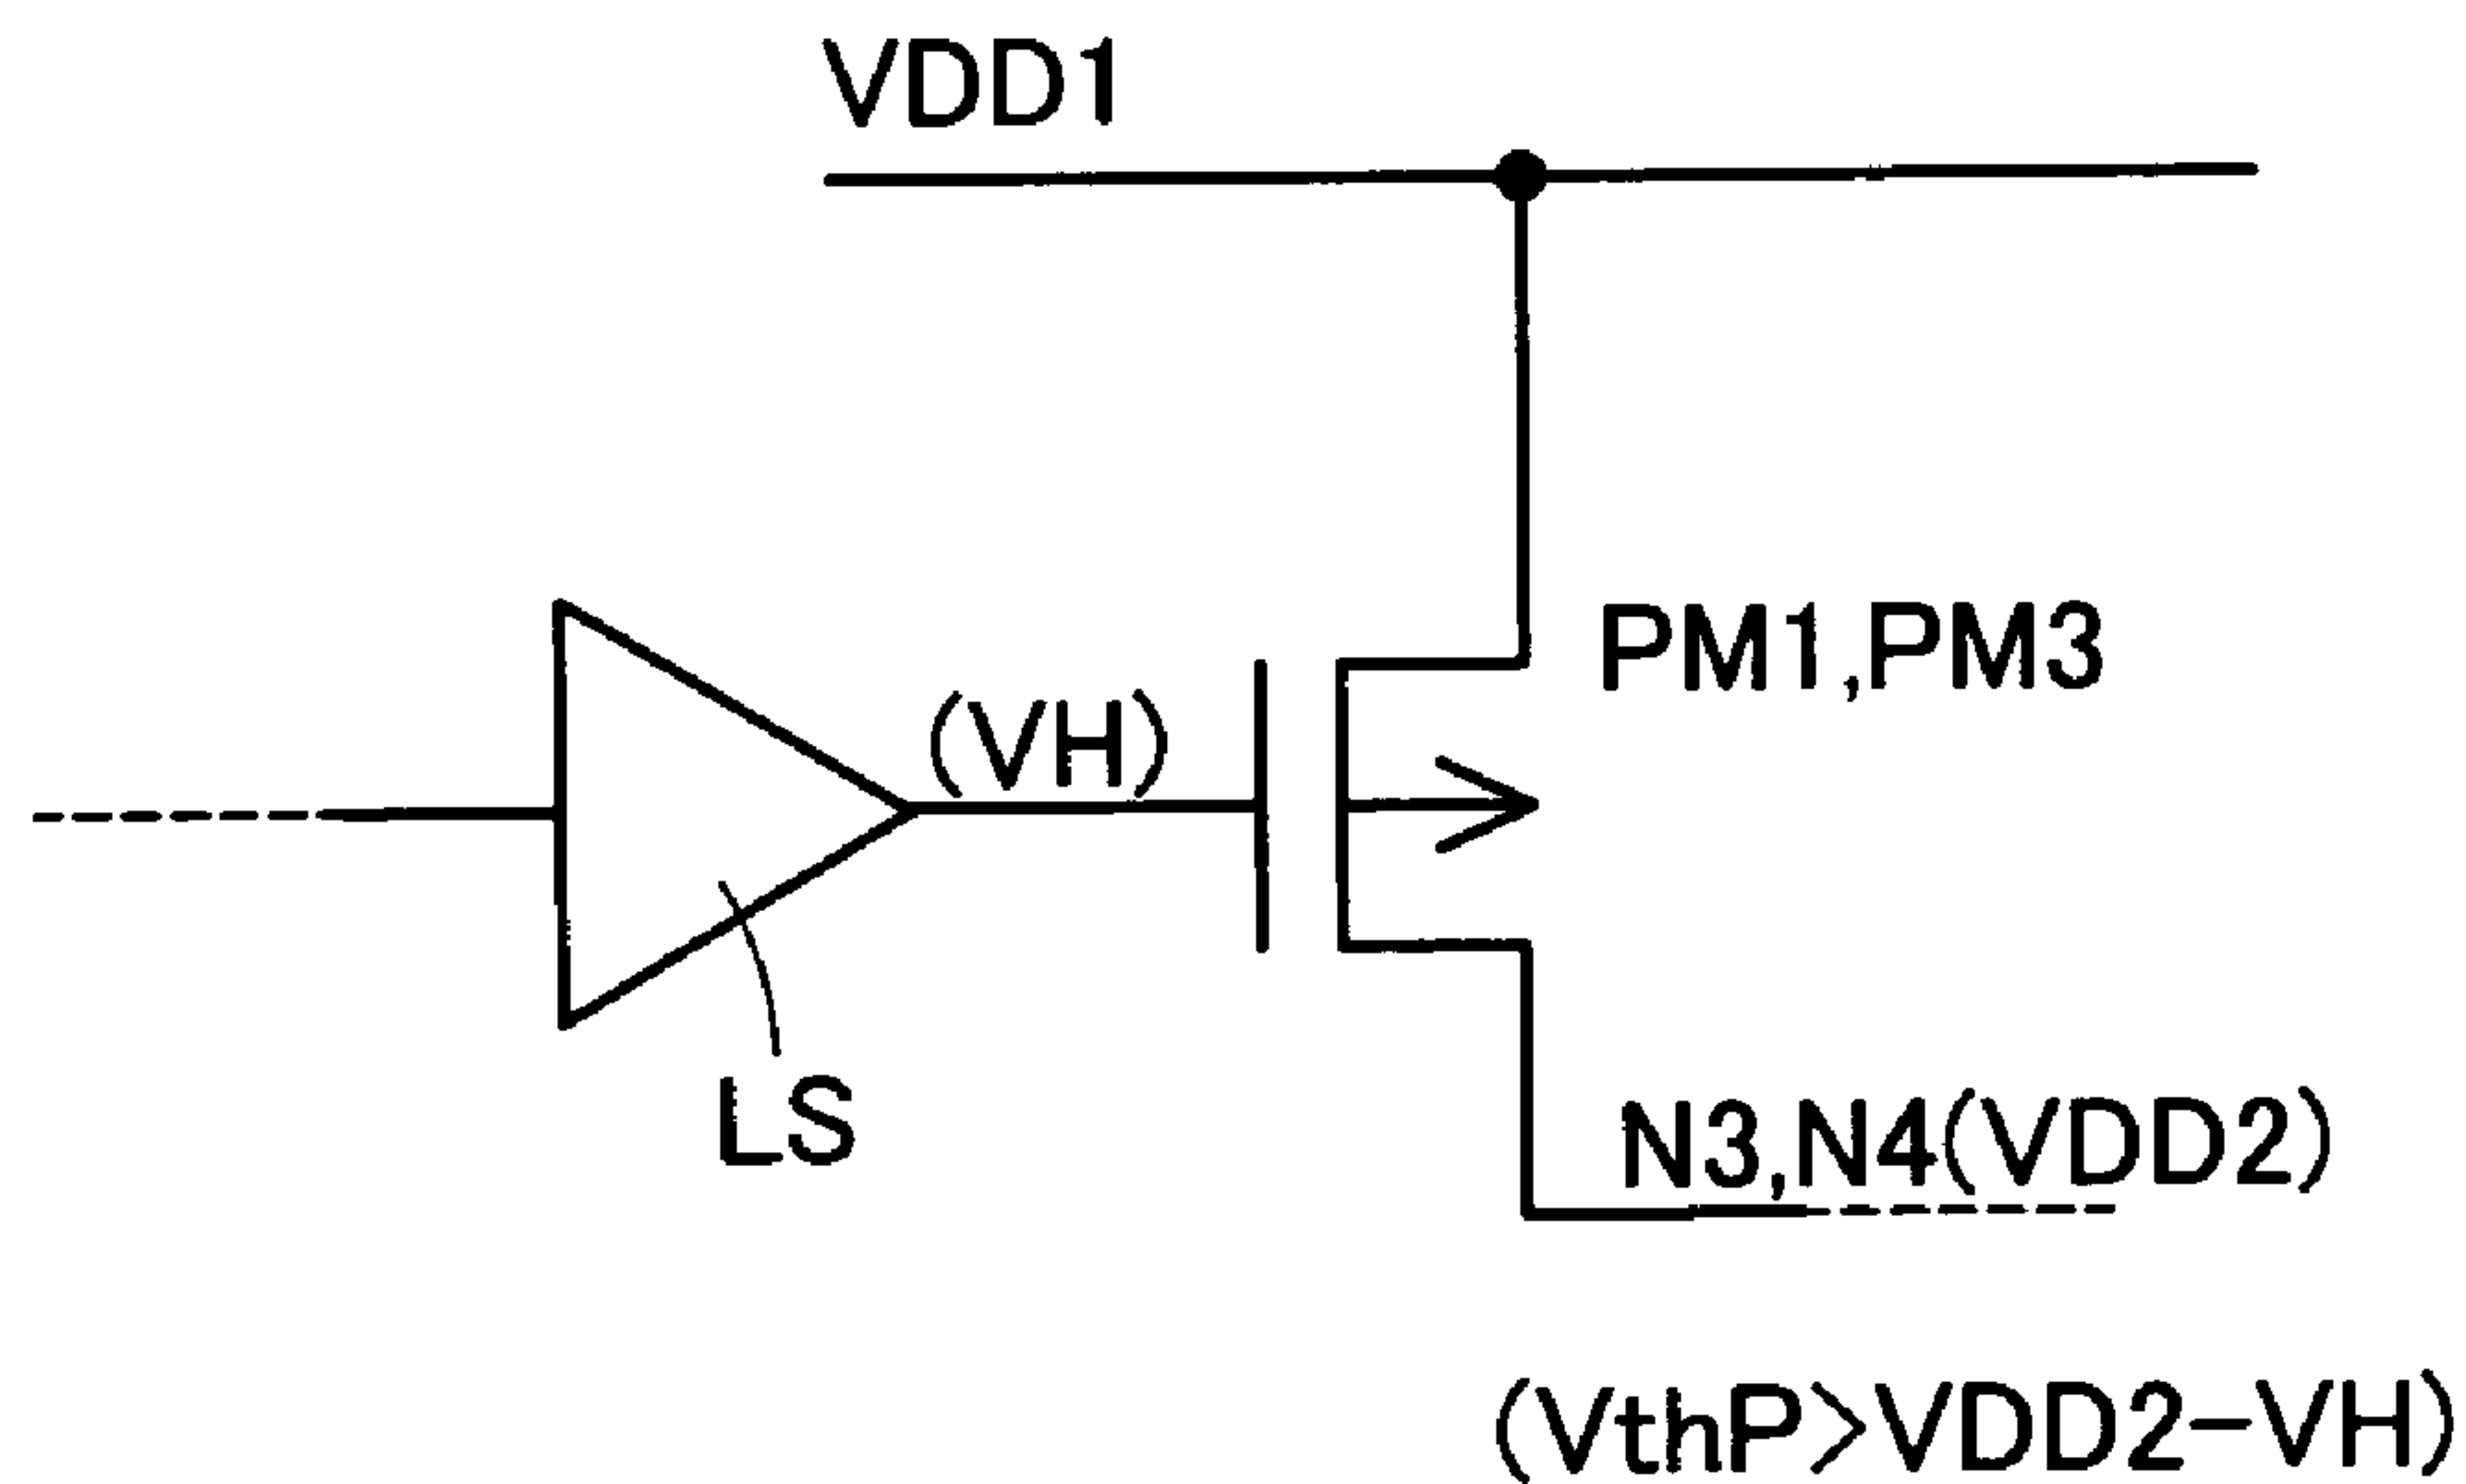 VDD1
PM1,PM3
(VH)
LS
N3,N4(VDD2)
(VthP>VDD2-VH)